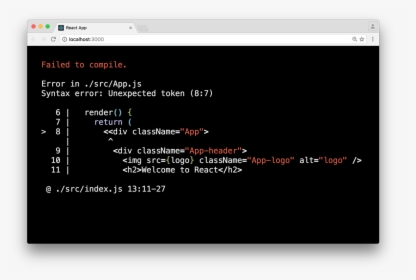 React App
localhost:3000
Failed to compile.
Error in ./src/App.js
Syntax error: Unexpected token (8:7)
6 |   render() {
7 |     return (
> 8 |       <<div className="App">
|        ^
9 |         <div className="App-header">
10 |           <img src={logo} className="App-logo" alt="logo" />
11 |           <h2>Welcome to React</h2>
@ ./src/index.js 13:11-27